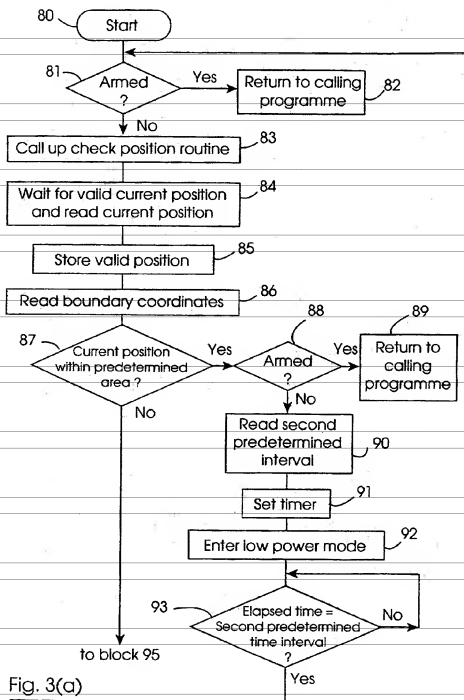 80
Start
81
Armed
?
Yes
Return to calling
programme
82
No
Call up check position routine
83
Wait for valid current position
and read current position
84
Store valid position
85
Read boundary coordinates
86
87
Current position
within predetermined
area ?
Yes
88
Armed
?
Yes
89
Return to
calling
programme
No
No
Read second
predetermined
interval
90
Set timer
91
Enter low power mode
92
93
Elapsed time =
Second predetermined
time interval
?
No
to block 95
Yes
Fig. 3(a)